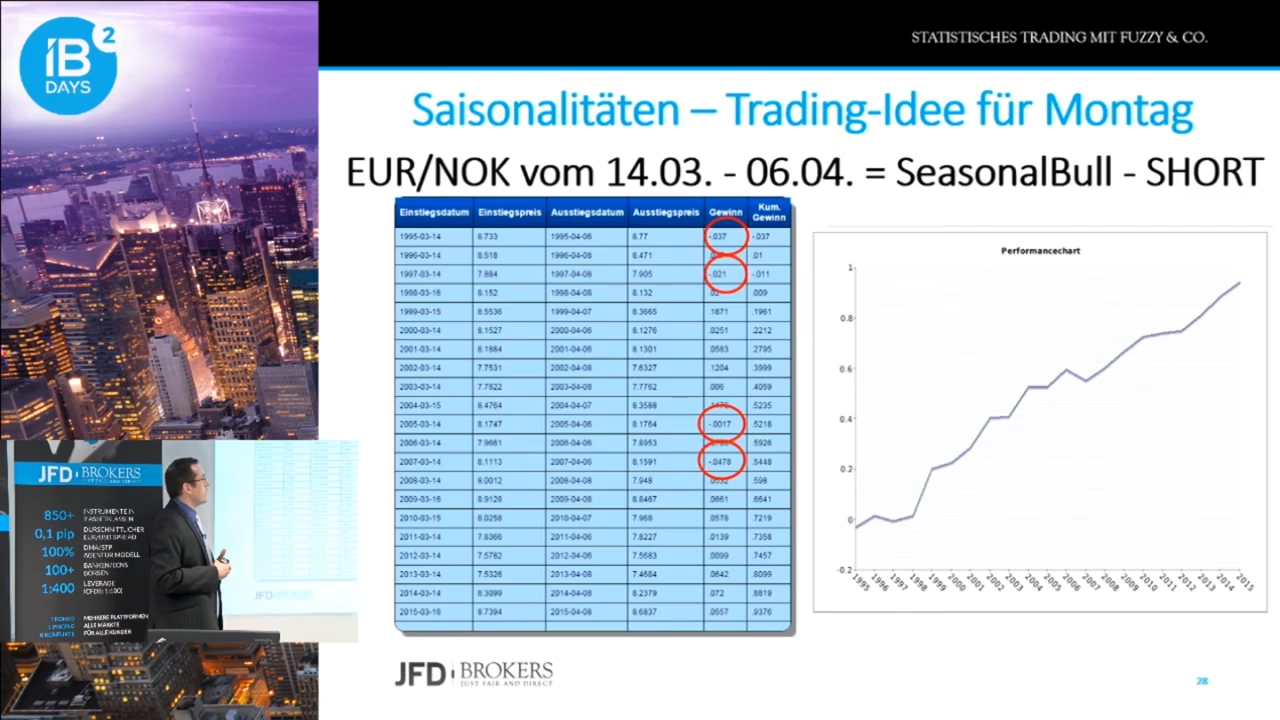 IB
DAYS
2
STATISTISCHES TRADING MIT FUZZY & CO.
Saisonalitäten – Trading-Idee für Montag
EUR/NOK vom 14.03. - 06.04. = SeasonalBull - SHORT
Einstiegsdatum Einstiegspreis Ausstiegsdatum Ausstiegspreis Gewinn Kum. Gewinn
1995-03-14 8.733 1995-04-06 8.77 -.037 -.037
1996-03-14 8.518 1996-04-08 8.471 .01
1997-03-14 7.884 1997-04-08 7.905 -.021 -.011
1998-03-16 8.152 1998-04-08 8.132 .02 .009
1999-03-15 8.5536 1999-04-07 8.3665 .1871 .1961
2000-03-14 8.1527 2000-04-06 8.1276 .0251 .2212
2001-03-14 8.1884 2001-04-06 8.1301 .0583 .2795
2002-03-14 7.7531 2002-04-08 7.6327 .1204 .3999
2003-03-14 7.7822 2003-04-08 7.7762 .006 .4059
2004-03-15 8.4764 2004-04-07 8.3588 .1176 .5235
2005-03-14 8.1747 2005-04-06 8.1764 -.0017 .5218
2006-03-14 7.9661 2006-04-06 7.8953 .0708 .5926
2007-03-14 8.1113 2007-04-06 8.1591 -.0478 .5448
2008-03-14 8.0012 2008-04-08 7.948 .0532 .598
2009-03-16 8.9128 2009-04-08 8.8467 .0661 .6641
2010-03-15 8.0258 2010-04-07 7.968 .0578 .7219
2011-03-14 7.8366 2011-04-06 7.8227 .0139 .7358
2012-03-14 7.5782 2012-04-06 7.5683 .0099 .7457
2013-03-14 7.5326 2013-04-08 7.4684 .0642 .8099
2014-03-14 8.3099 2014-04-08 8.2379 .072 .8819
2015-03-16 8.7394 2015-04-08 8.6837 .0557 .9376
Performancechart
1
0.8
0.6
0.4
0.2
0
-0.2
1995 1996 1997 1998 1999 2000 2001 2002 2003 2004 2005 2006 2007 2008 2009 2010 2011 2012 2013 2014 2015
JFD BROKERS
JUST FAIR AND DIRECT
850+ INSTRUMENTE IN
0,1 pip DURSCHNITTLICHER
EUR/USD SPREAD
100% DMA/STP
AGENTUR MODELL
100+ BANKEN/ECNS
BÖRSEN
1:400 LEVERAGE
(CFDS: 1:100)
MEHRERE PLATTFORMEN
ALLE MÄRKTE
FÜR ALLE KUNDEN
JFD BROKERS
JFD BROKERS
JUST FAIR AND DIRECT
28